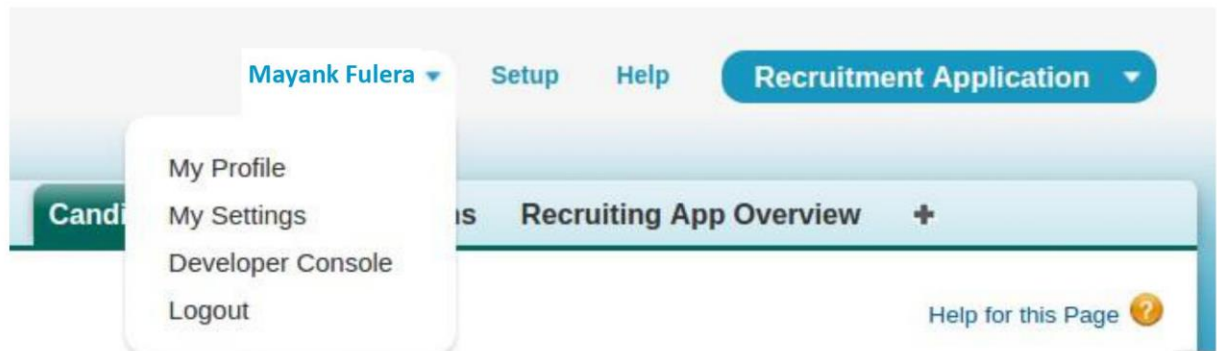 Mayank Fulera Setup Help Recruitment Application
My Profile
Candi My Settings s Recruiting App Overview +
Developer Console
Logout Help for this Page ?